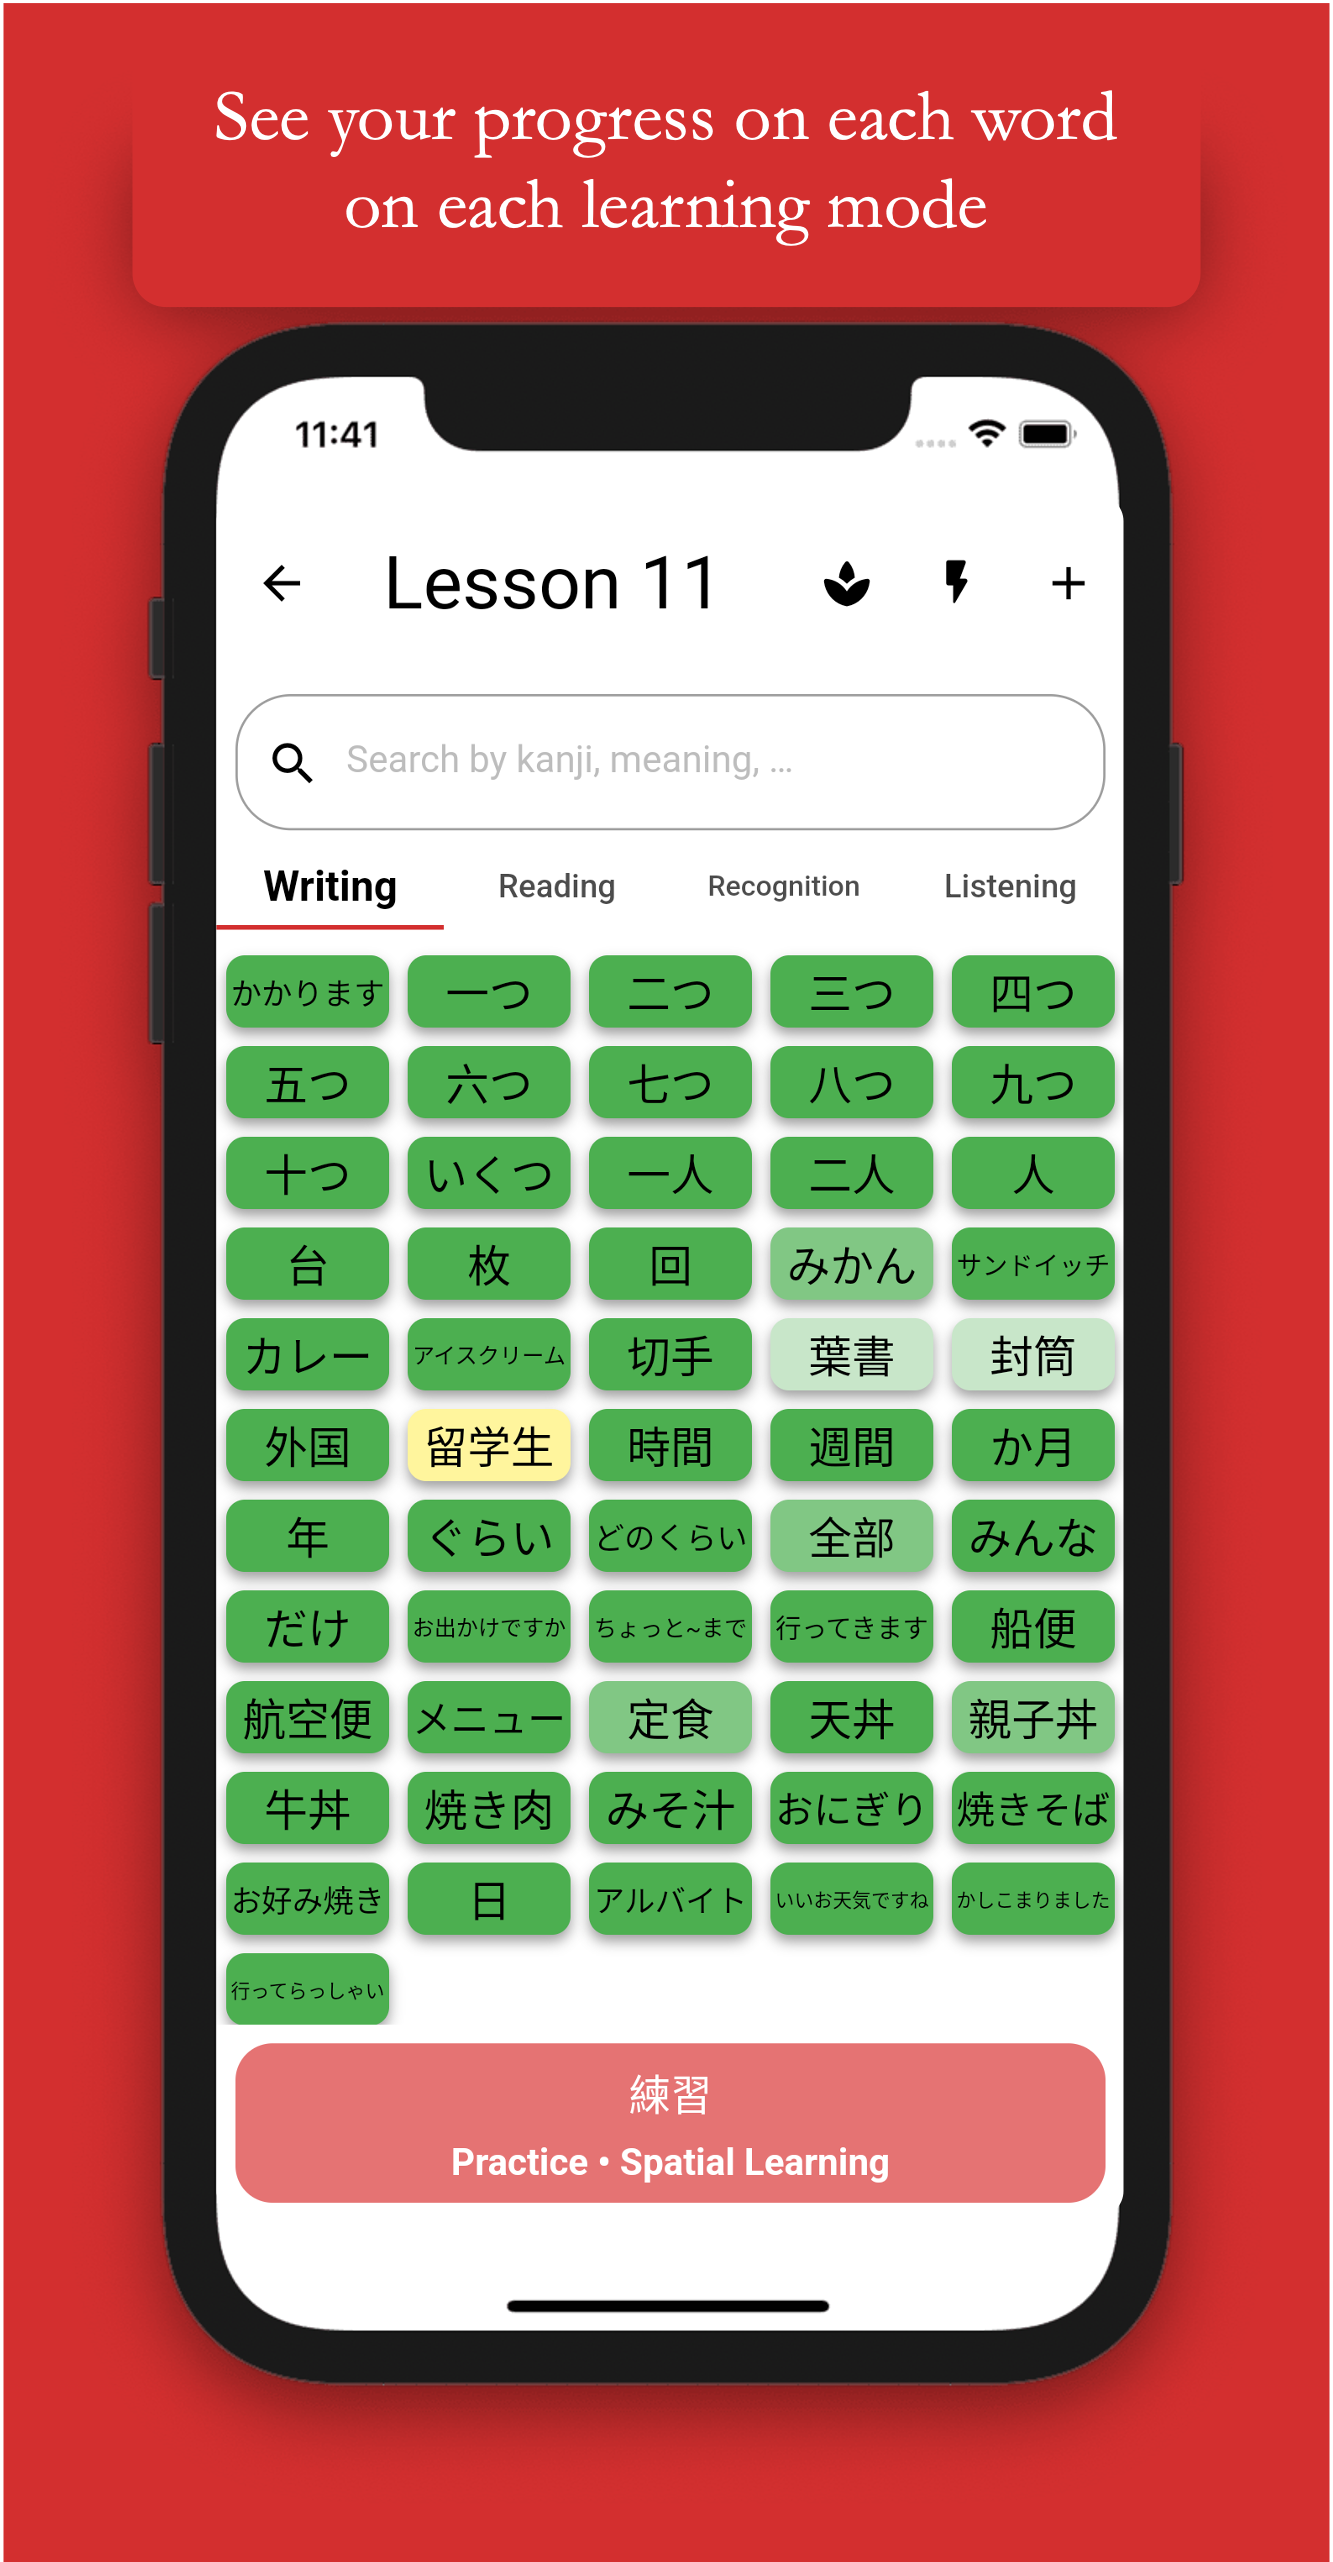 See your progress on each word
on each learning mode
11:41
Lesson 11
Search by kanji, meaning, ...
Writing Reading Recognition Listening
かかります 一つ 二つ 三つ 四つ
五つ 六つ 七つ 八つ 九つ
十つ いくつ 一人 二人 人
台 枚 回 みかん サンドイッチ
カレー アイスクリーム 切手 葉書 封筒
外国 留学生 時間 週間 か月
年 ぐらい どのくらい 全部 みんな
だけ お出かけですか ちょっと~まで 行ってきます 船便
航空便 メニュー 定食 天丼 親子丼
牛丼 焼き肉 みそ汁 おにぎり 焼きそば
お好み焼き 日 アルバイト いいお天気ですね かしこまりました
行ってらっしゃい
練習
Practice • Spatial Learning